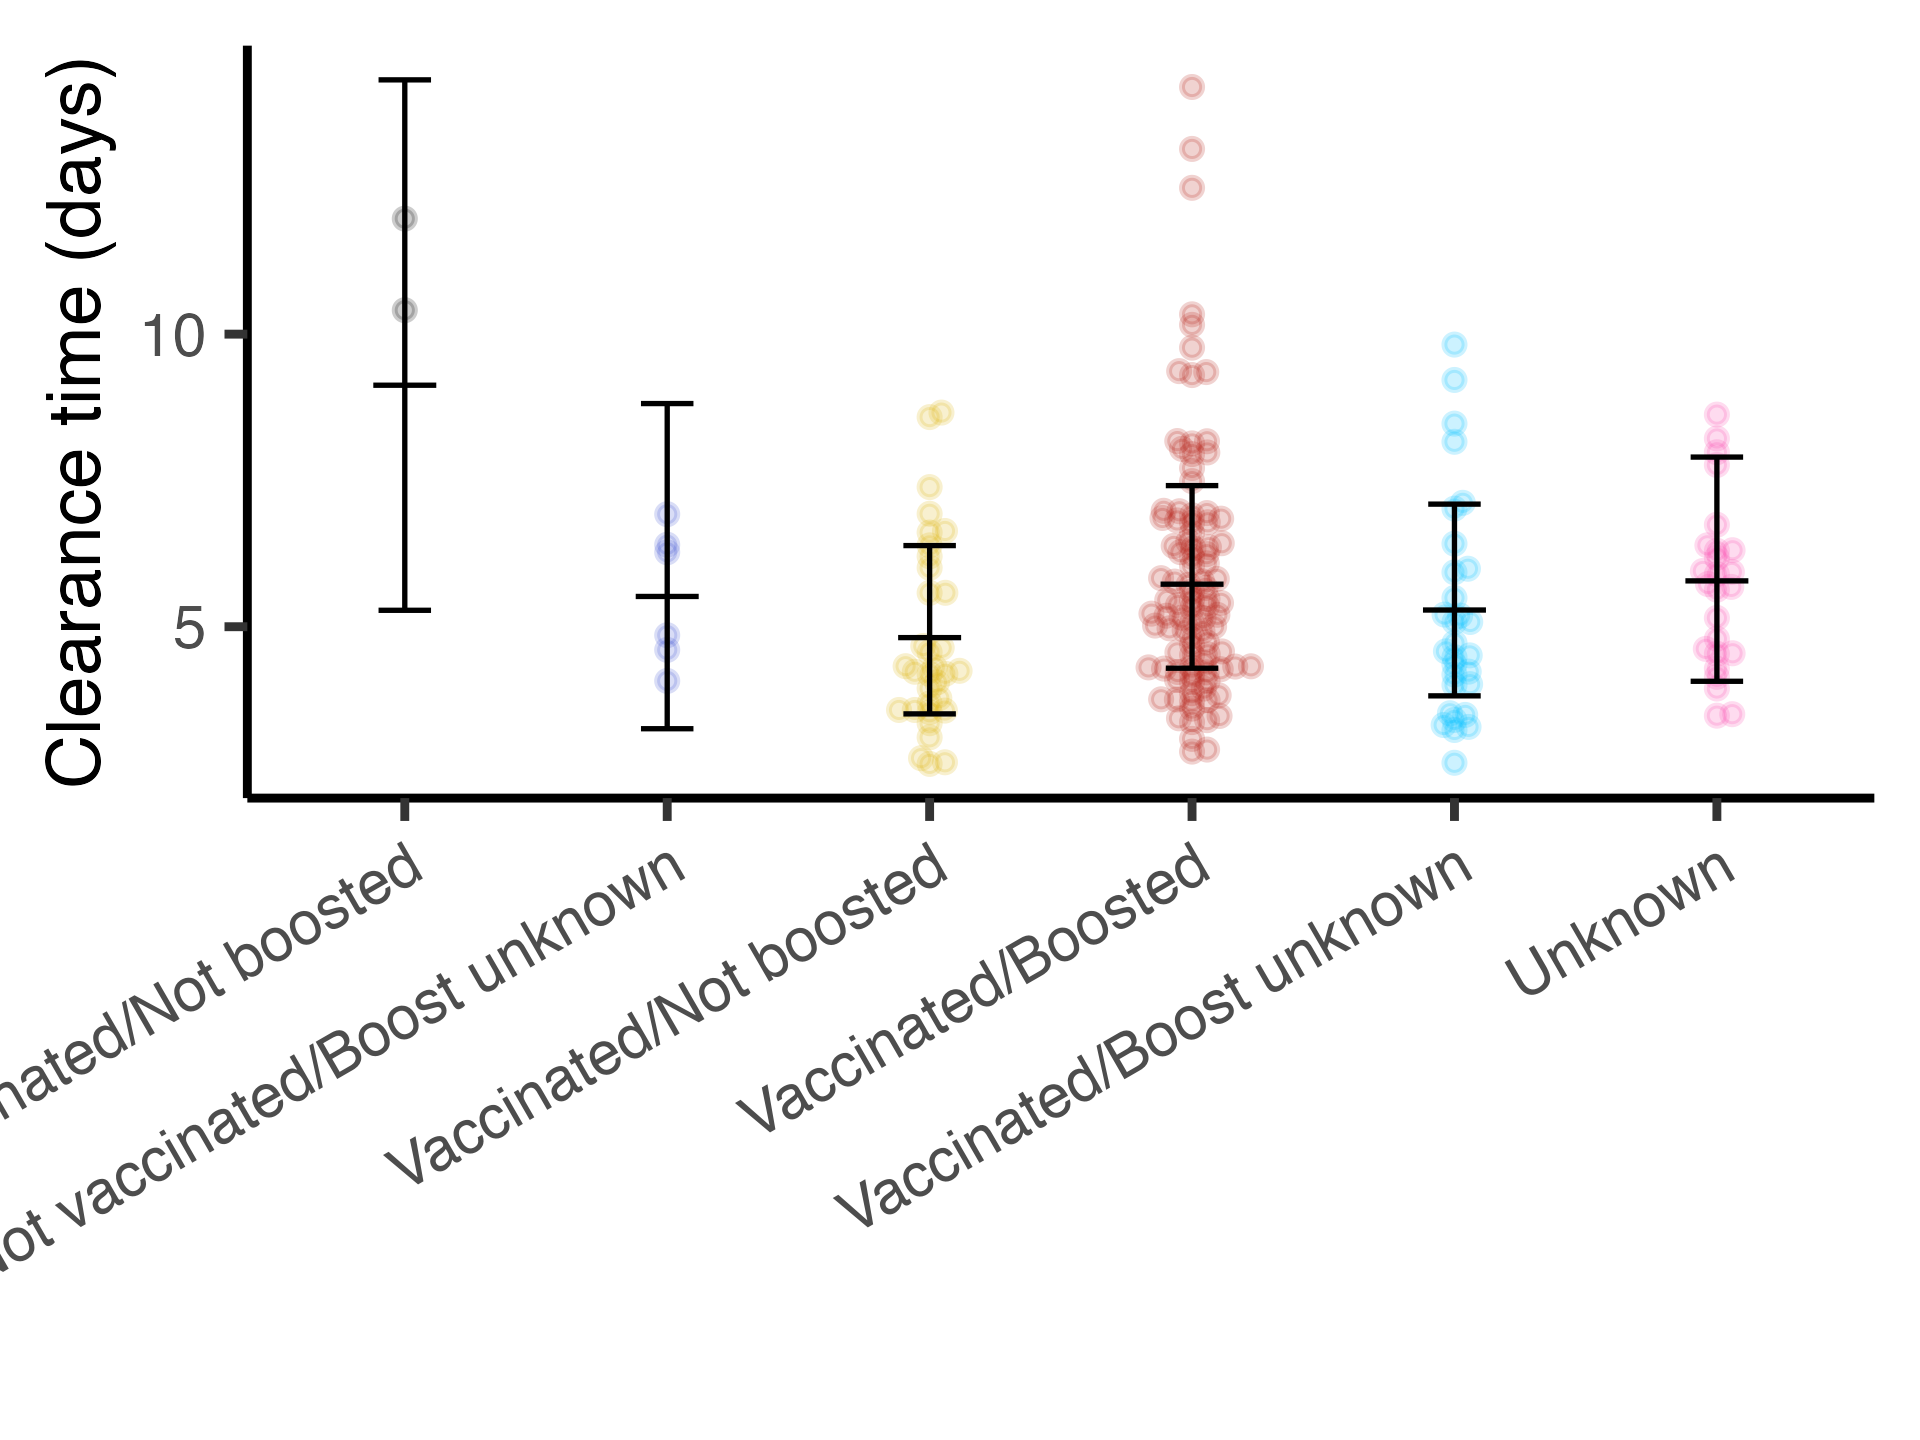 Clearance time (days)
10
5
nated/Not boosted
ot vaccinated/Boost unknown
Vaccinated/Not boosted
Vaccinated/Boosted
Vaccinated/Boost unknown
Unknown